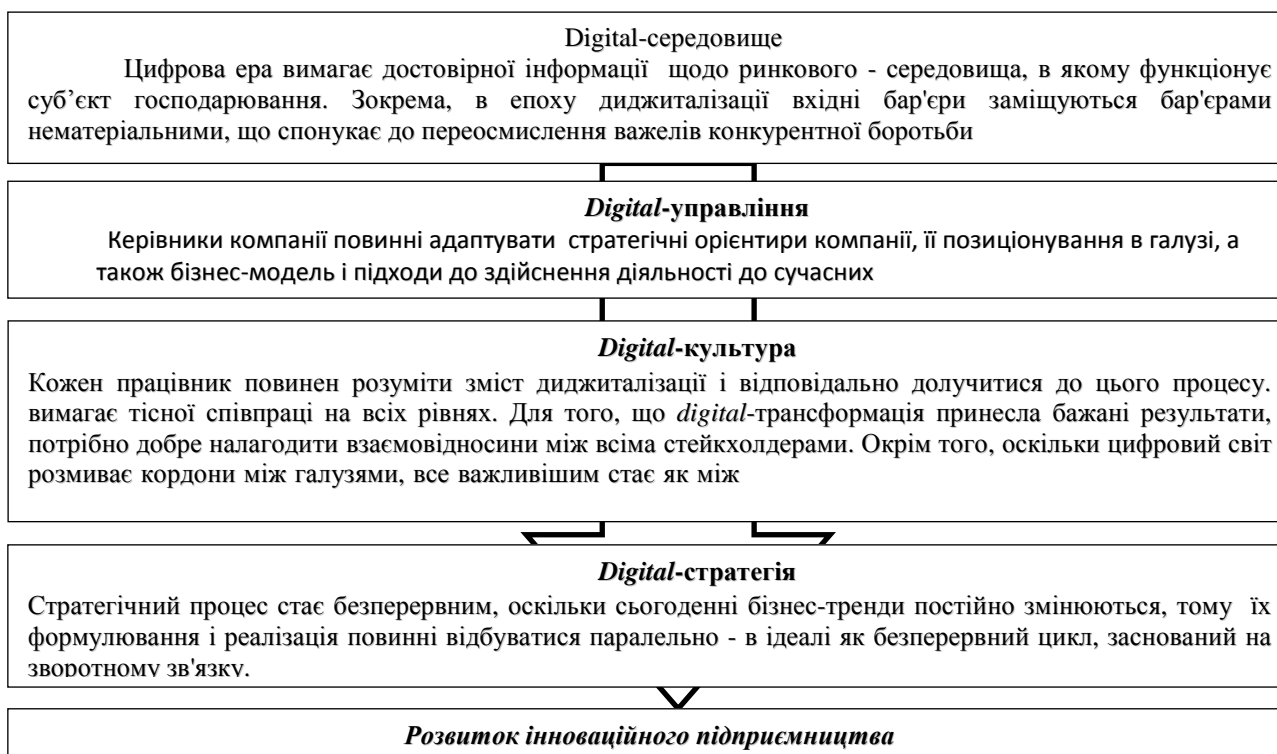 Digital-середовище
Цифрова ера вимагає достовірної інформації щодо ринкового - середовища, в якому функціонує
суб’єкт господарювання. Зокрема, в епоху диджиталізації вхідні бар'єри заміщуються бар'єрами
нематеріальними, що спонукає до переосмислення важелів конкурентної боротьби
Digital-управління
Керівники компанії повинні адаптувати стратегічні орієнтири компанії, її позиціонування в галузі, а
також бізнес-модель і підходи до здійснення діяльності до сучасних
Digital-культура
Кожен працівник повинен розуміти зміст диджиталізації і відповідально долучитися до цього процесу.
вимагає тісної співпраці на всіх рівнях. Для того, що digital-трансформація принесла бажані результати,
потрібно добре налагодити взаємовідносини між всіма стейкхолдерами. Окрім того, оскільки цифровий світ
розмиває кордони між галузями, все важливішим стає як між
Digital-стратегія
Стратегічний процес стає безперервним, оскільки сьогоденні бізнес-тренди постійно змінюються, тому їх
формулювання і реалізація повинні відбуватися паралельно - в ідеалі як безперервний цикл, заснований на
зворотному зв'язку.
Розвиток інноваційного підприємництва